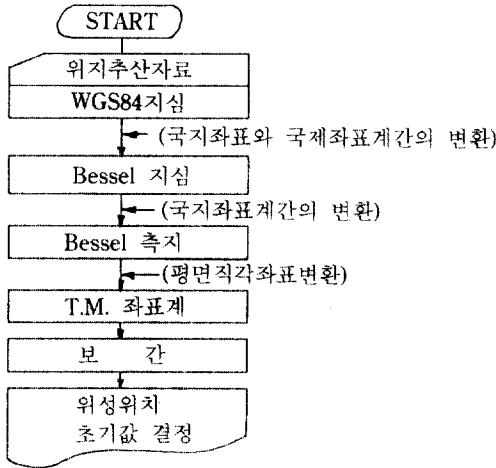 START
위지추산자료
WGS84지심
(국지좌표와 국제좌표계간의 변환)
Bessel 지심
(국지좌표계간의 변환)
Bessel 측지
(평면직각좌표변환)
T.M. 좌표계
보 간
위성위치
초기값 결정